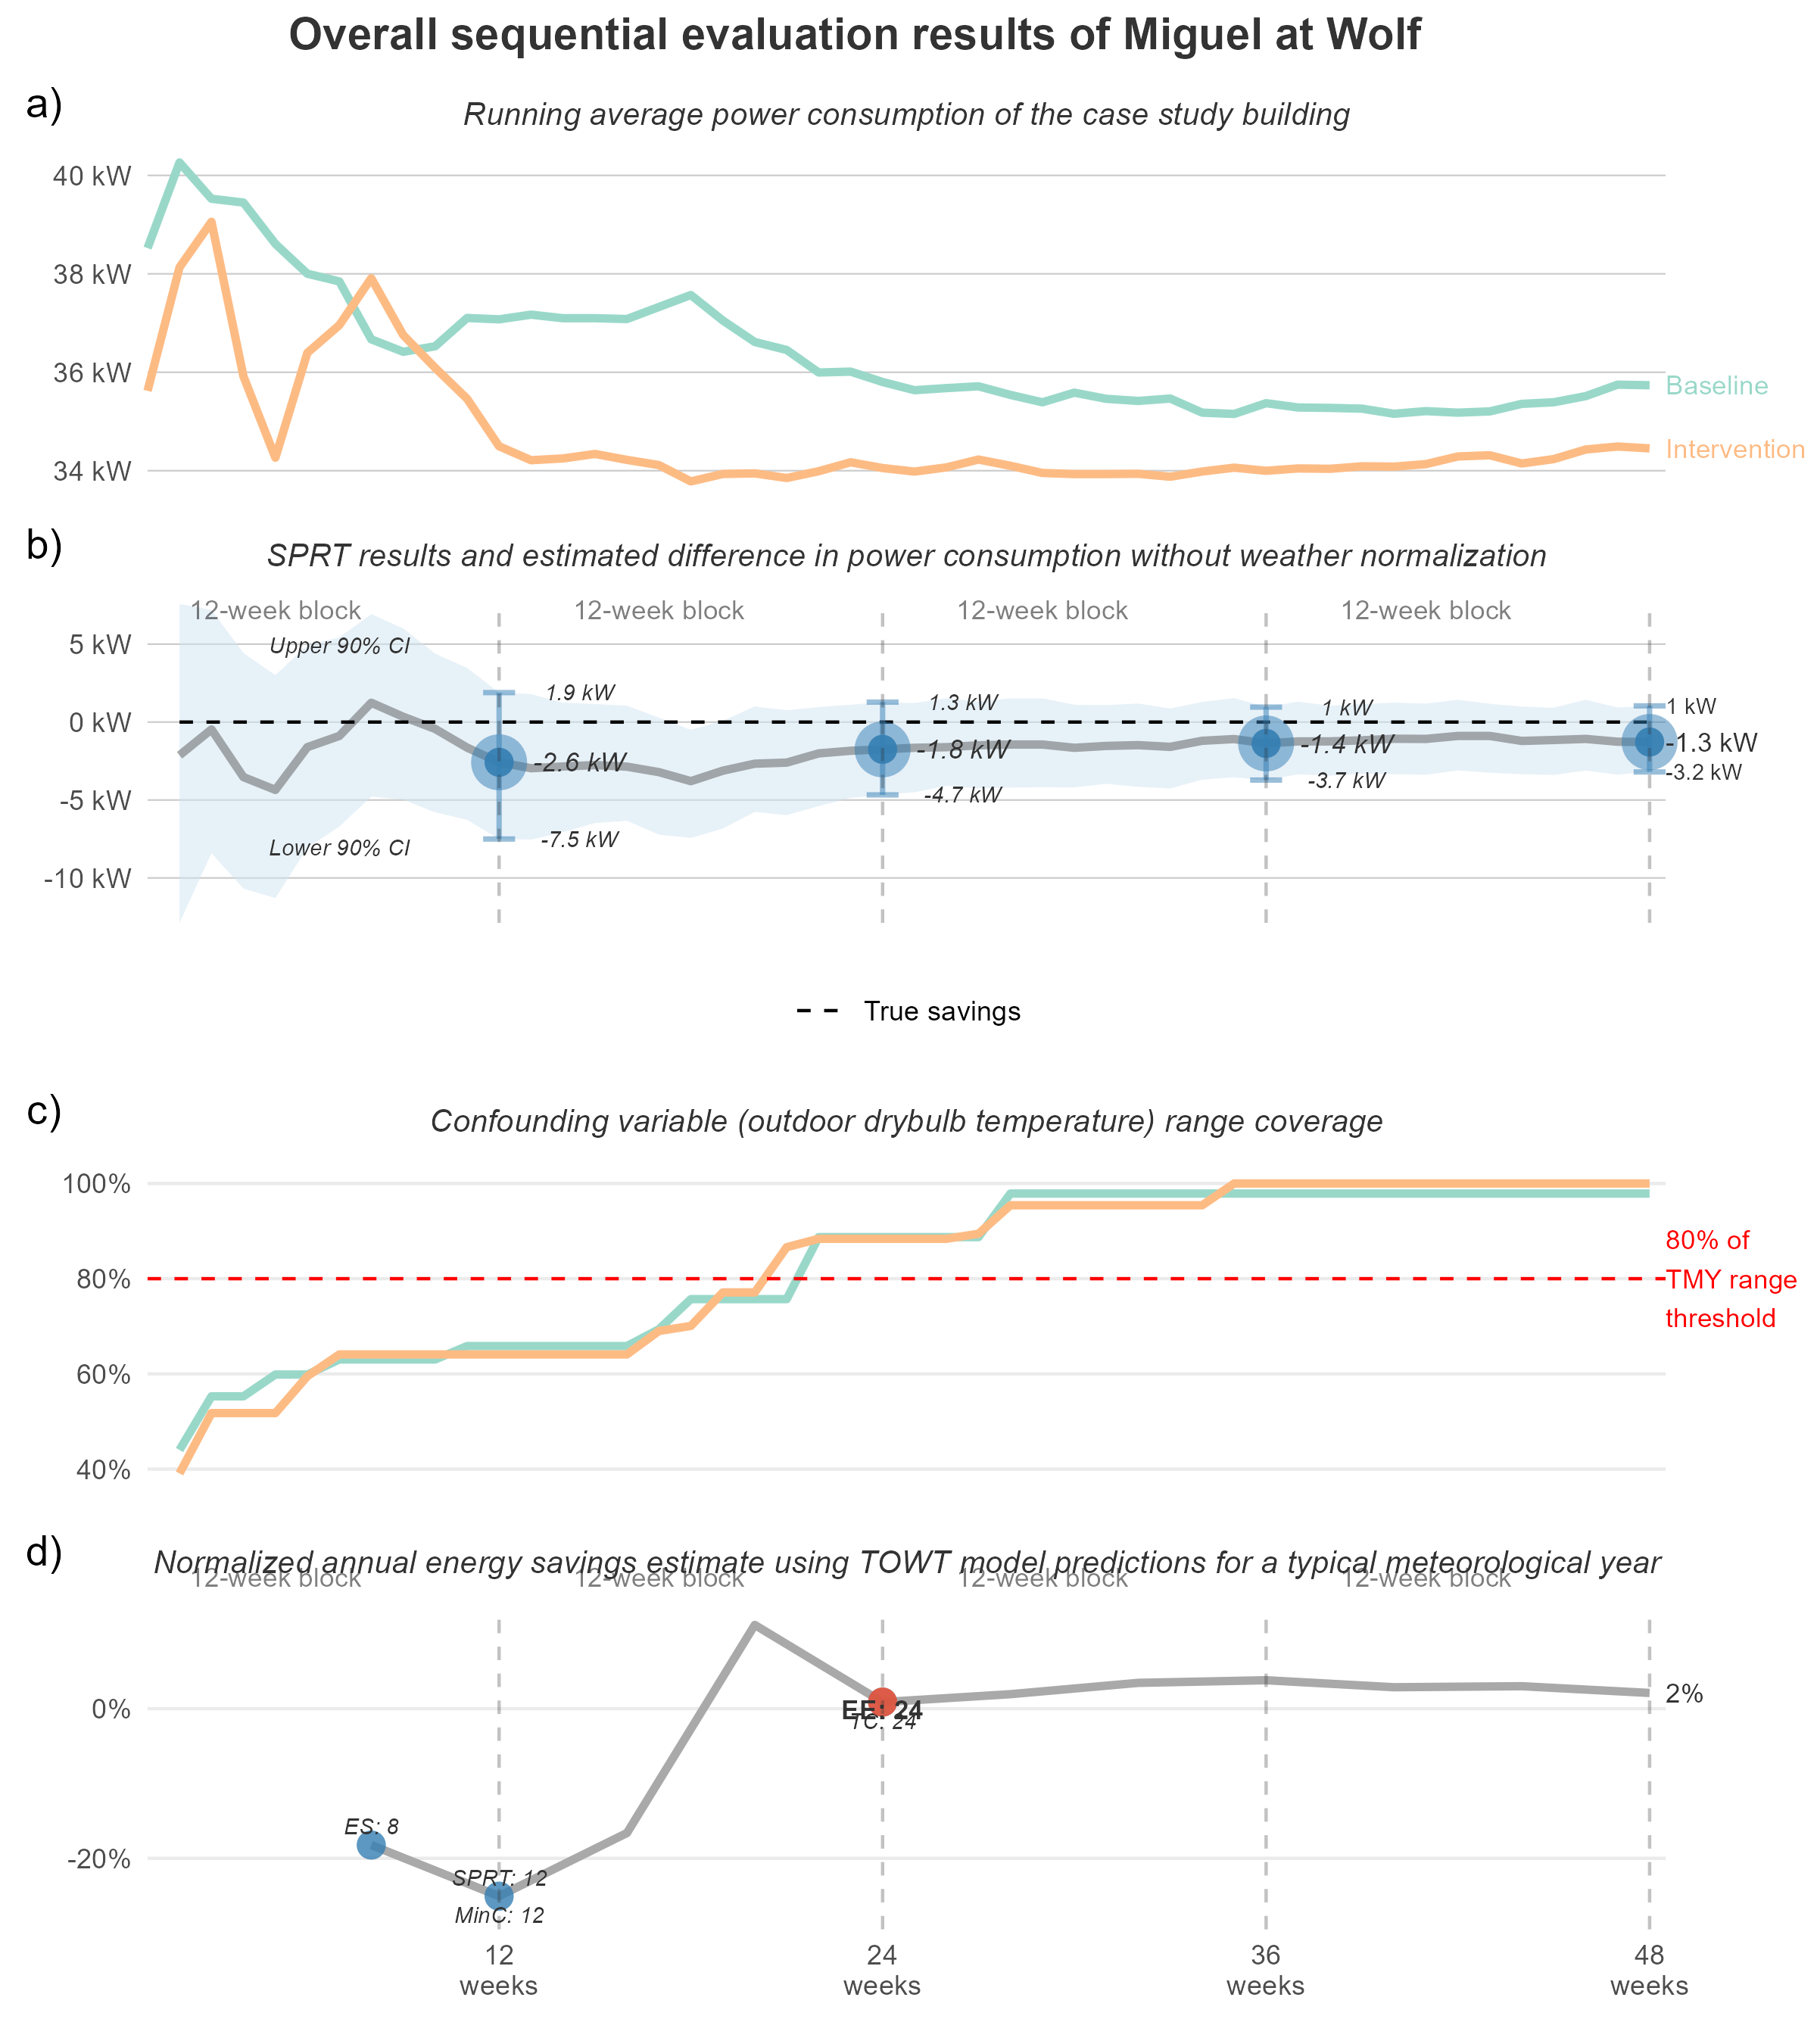 Overall sequential evaluation results of Miguel at Wolf
a)
Running average power consumption of the case study building
40 kW
38 kW
36 kW
34 kW
Baseline
Intervention
b)
SPRT results and estimated difference in power consumption without weather normalization
12-week block
12-week block
12-week block
12-week block
5 kW
0 kW
-5 kW
-10 kW
Upper 90% CI
Lower 90% CI
1.9 kW
-2.6 kW
-7.5 kW
1.3 kW
-1.8 kW
-4.7 kW
1 kW
-1.4 kW
-3.7 kW
1 kW
-1.3 kW
-3.2 kW
True savings
c)
Confounding variable (outdoor drybulb temperature) range coverage
100%
80%
60%
40%
80% of
TMY range
threshold
d)
Normalized annual energy savings estimate using TOWT model predictions for a typical meteorological year
12-week block
12-week block
12-week block
12-week block
0%
-20%
ES: 8
SPRT: 12
MinC: 12
EE: 24
TC: 24
2%
12
weeks
24
weeks
36
weeks
48
weeks